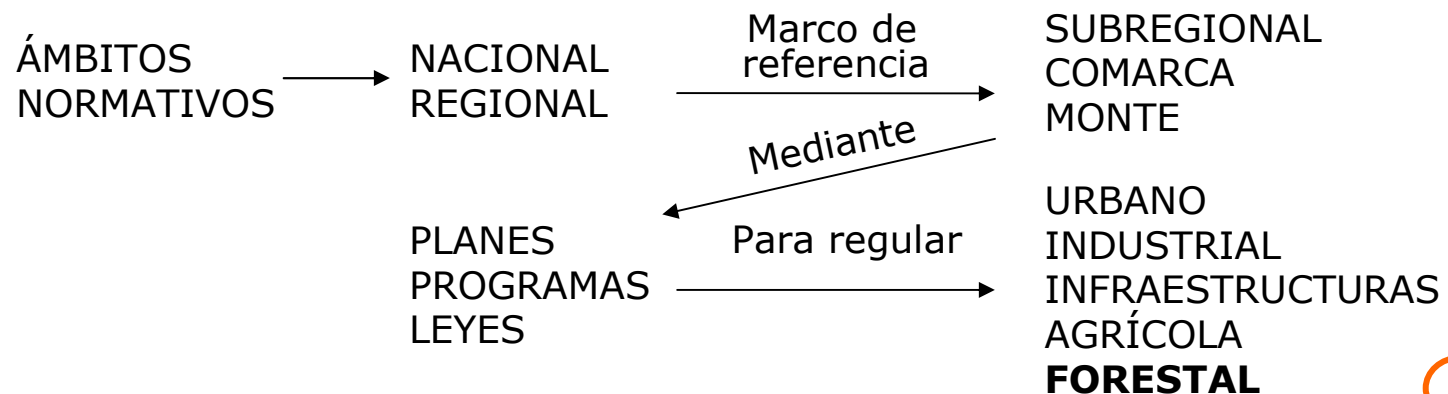 ÁMBITOS
NORMATIVOS
NACIONAL
REGIONAL
Marco de
referencia
SUBREGIONAL
COMARCA
MONTE
Mediante
PLANES
PROGRAMAS
LEYES
Para regular
URBANO
INDUSTRIAL
INFRAESTRUCTURAS
AGRÍCOLA
FORESTAL